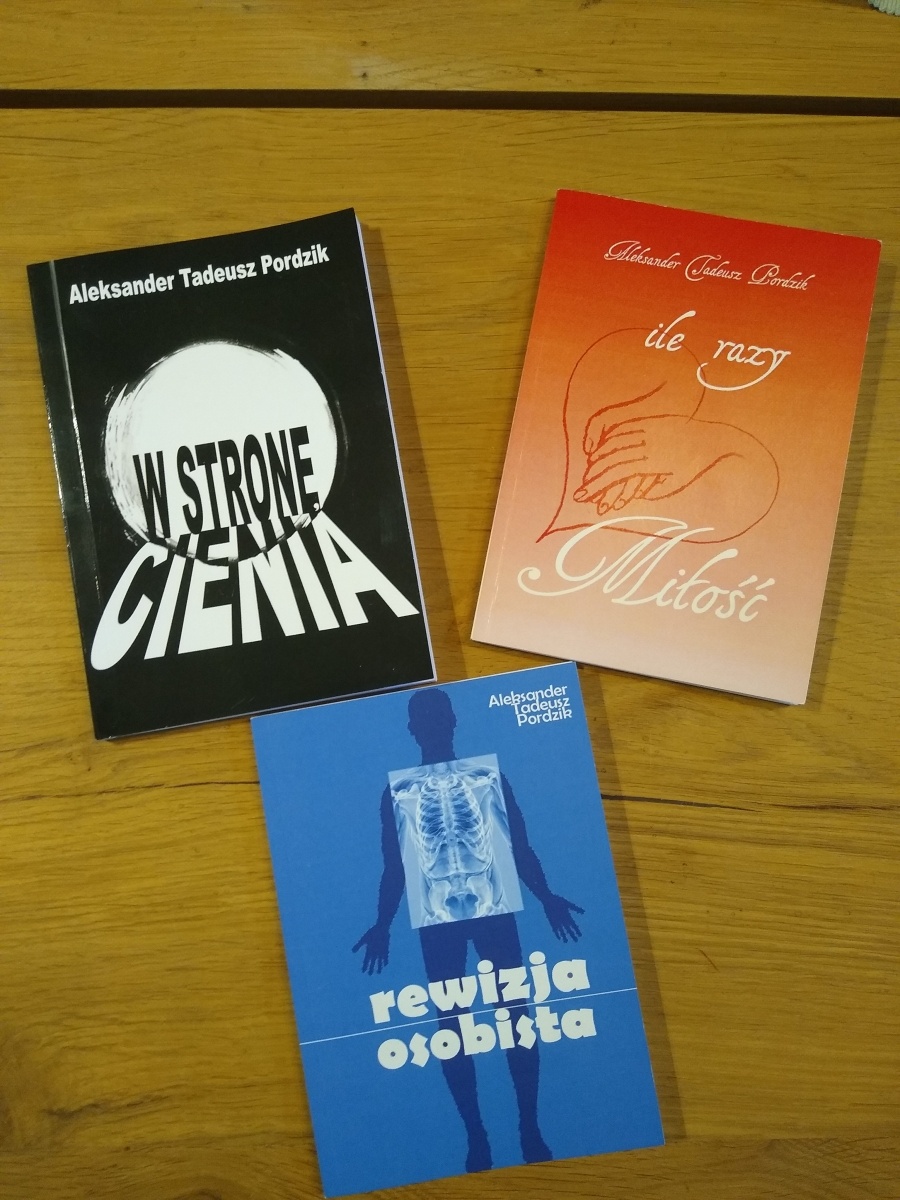 Aleksander Tadeusz Pordzik
W STRONĘ
CIENIA
Aleksander Tadeusz Pordzik
ile razy
Miłość
Aleksander
Tadeusz
Pordzik
rewizja
osobista